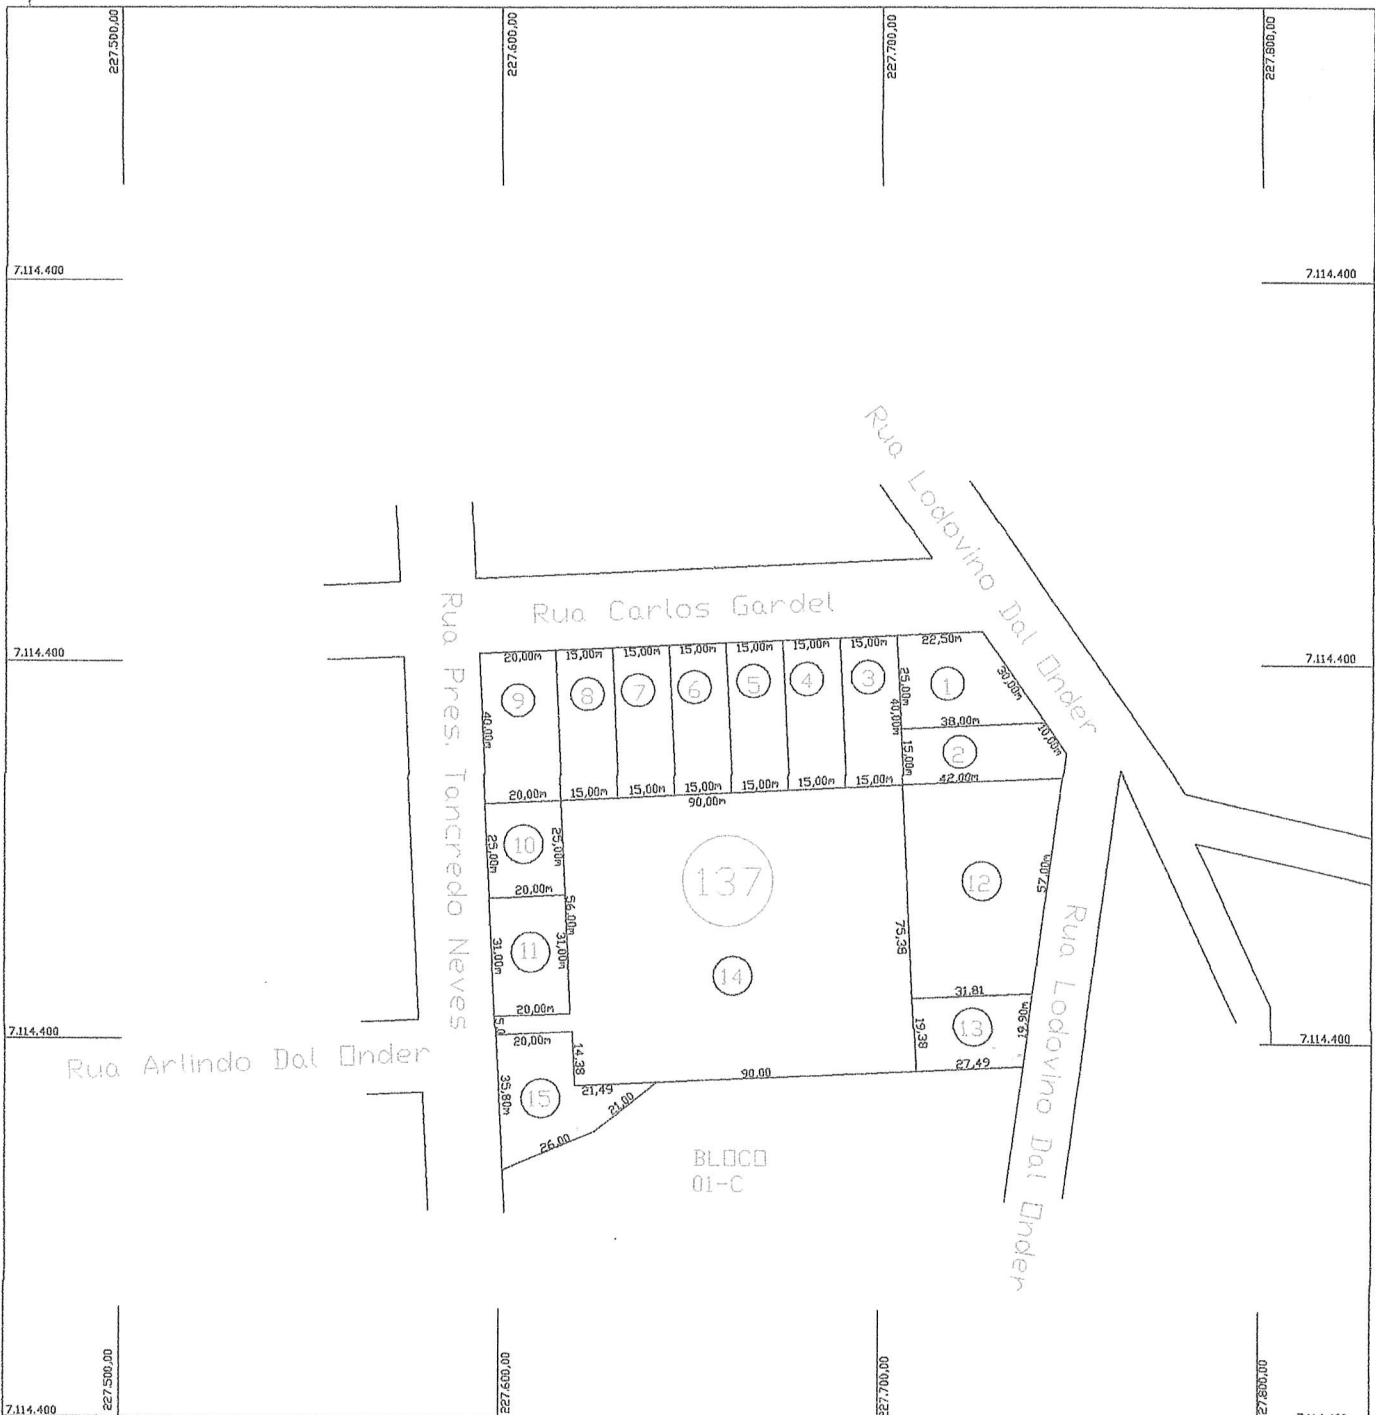 227.500,00
227.600,00
227.700,00
227.800,00
7.114.400
7.114.400
Rua Lodovino Dal Onder
Rua Carlos Gardel
Rua Pres. Tancredo Neves
7.114.400
7.114.400
20,00m
15,00m
15,00m
15,00m
15,00m
15,00m
15,00m
22,50m
9
8
7
6
5
4
3
1
40,00m
25,00m
40,00m
30,00m
38,00m
10,00m
2
15,00m
42,00m
20,00m
15,00m
15,00m
15,00m
15,00m
15,00m
15,00m
90,00m
10
25,00m
25,00m
20,00m
137
12
57,00m
56,00m
11
31,00m
31,00m
20,00m
14
75,38
31,81
13
19,38
19,90m
27,49
Rua Lodovino Dal Onder
7.114.400
7.114.400
Rua Arlindo Dal Onder
5,0
20,00m
14,38
90,00
35,80m
15
21,49
21,00
26,00
BLOCO
01-C
227.500,00
227.600,00
227.700,00
27.800,00
7.114.400